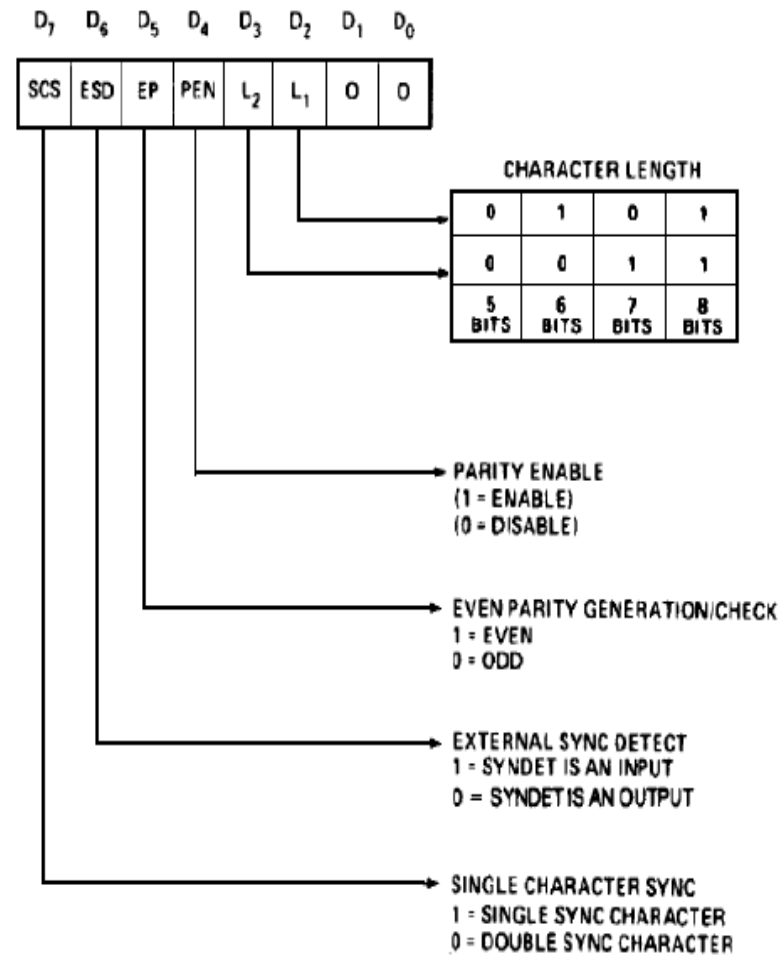 D₇ D₆ D₅ D₄ D₃ D₂ D₁ D₀
SCS ESD EP PEN L₂ L₁ 0 0
CHARACTER LENGTH
0 1 0 1
0 0 1 1
5 6 7 8
BITS BITS BITS BITS
PARITY ENABLE
(1 = ENABLE)
(0 = DISABLE)
EVEN PARITY GENERATION/CHECK
1 = EVEN
0 = ODD
EXTERNAL SYNC DETECT
1 = SYNDET IS AN INPUT
0 = SYNDET IS AN OUTPUT
SINGLE CHARACTER SYNC
1 = SINGLE SYNC CHARACTER
0 = DOUBLE SYNC CHARACTER